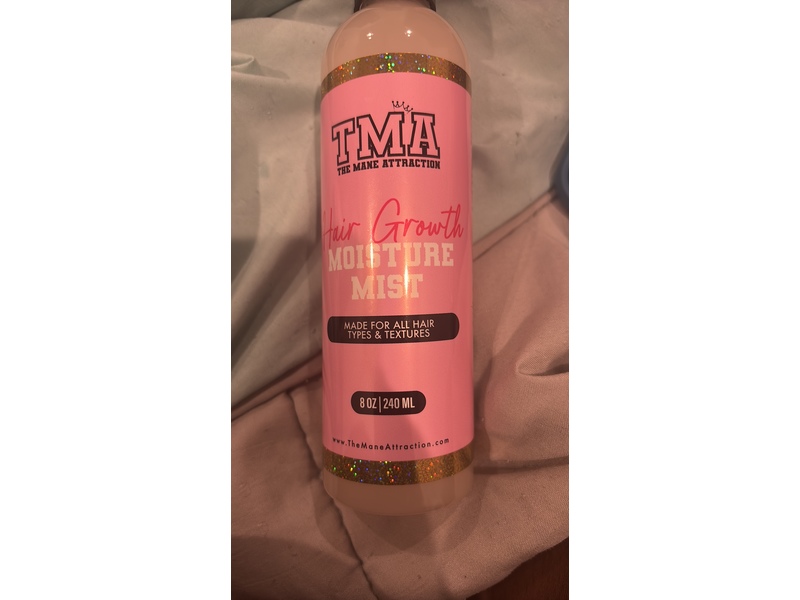 TMA
THE MANE ATTRACTION
Hair Growth
MOISTURE
MIST
MADE FOR ALL HAIR
TYPES & TEXTURES
8 OZ | 240 ML
www.TheManeAttraction.com